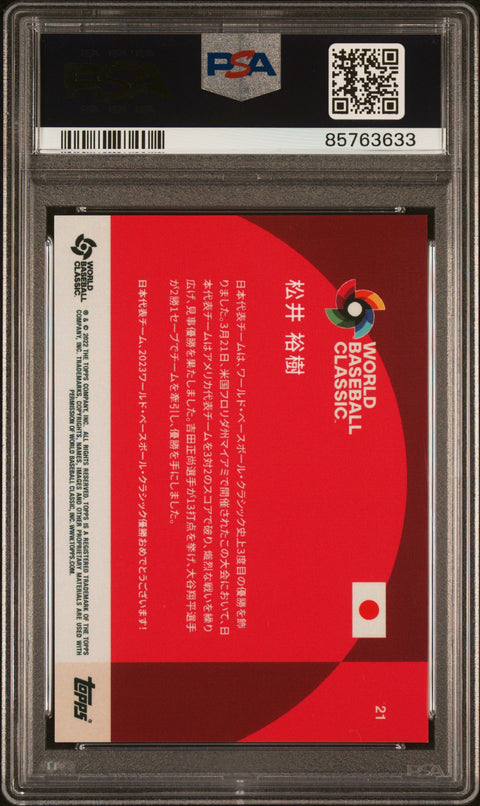 PSA
85763633
WORLD
BASEBALL
CLASSIC™
松井 裕樹
日本代表チームは、ワールド・ベースボール・クラシック史上3度目の優勝を飾
りました。3月21日、米国フロリダ州マイアミで開催されたこの大会において、日
本代表チームはアメリカ代表チームを3対2のスコアで破り、熾烈な戦いを繰り
広げ、見事優勝を果たしました。吉田正尚選手が13打点を挙げ、大谷翔平選手
が2勝1セーブでチームを牽引し、優勝を手にしました。
日本代表チーム、2023ワールド・ベースボール・クラシック優勝おめでとうございます!
21
WORLD
BASEBALL
CLASSIC™
® & © 2022 THE TOPPS COMPANY, INC. ALL RIGHTS RESERVED. TOPPS IS A REGISTERED TRADEMARK OF THE TOPPS
COMPANY, INC. TRADEMARKS, COPYRIGHTS, NAMES, IMAGES AND OTHER PROPRIETARY MATERIALS ARE USED WITH
PERMISSION OF WORLD BASEBALL CLASSIC, INC. WWW.TOPPS.COM.
topps®
PSA